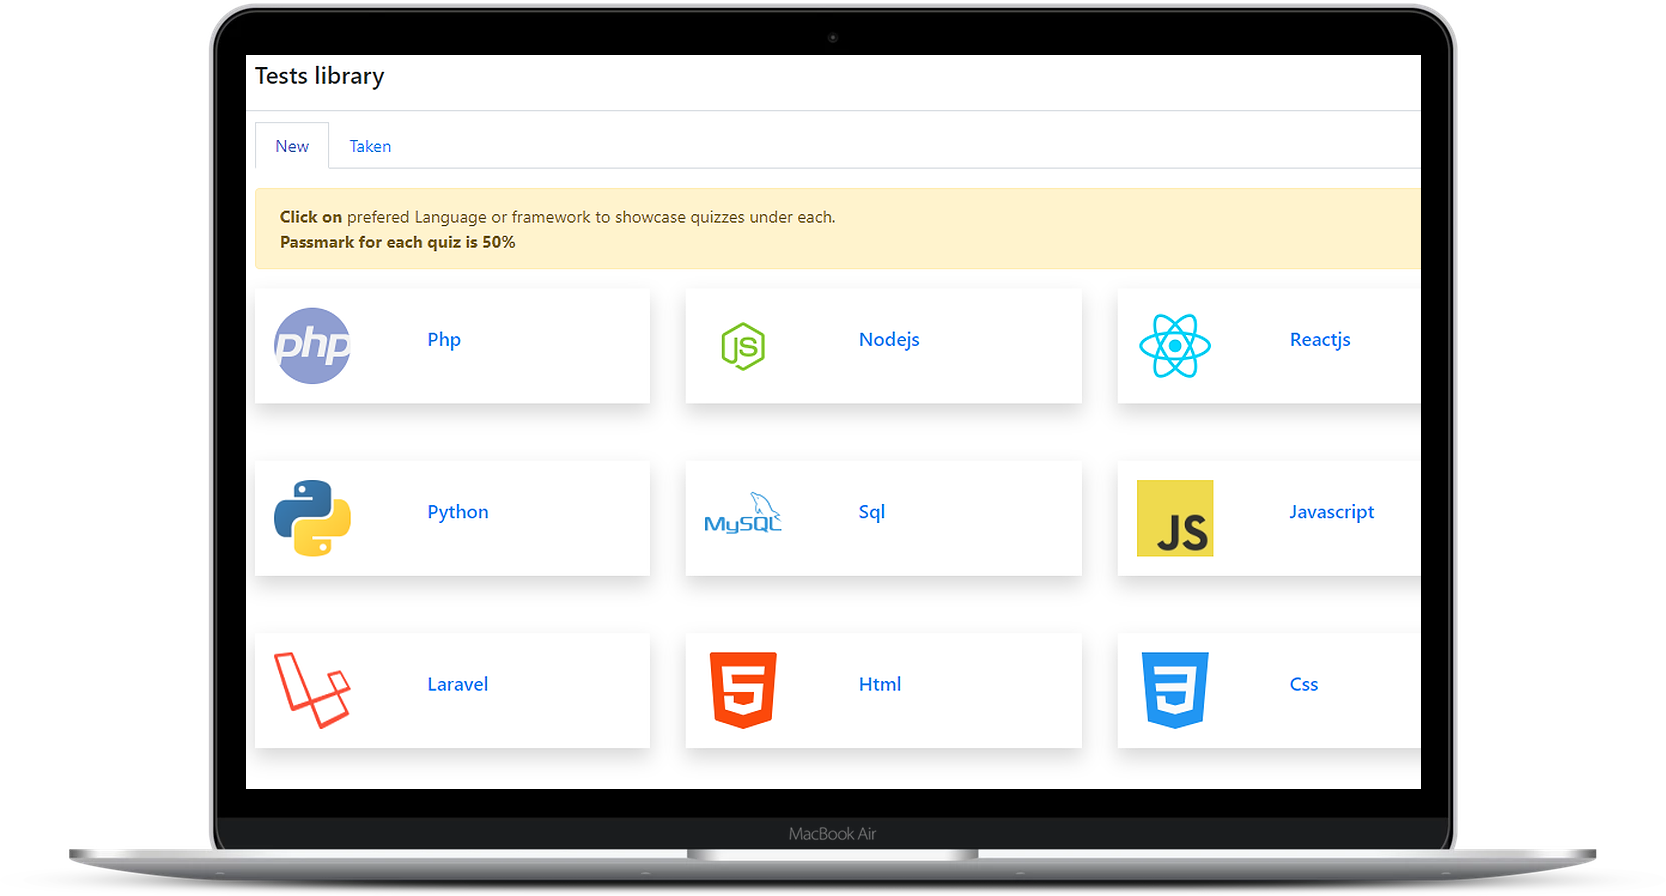 Tests library
New Taken
Click on prefered Language or framework to showcase quizzes under each.
Passmark for each quiz is 50%
php Php
JS Nodejs
Reactjs
Python
MySQL Sql
JS Javascript
Laravel
5 Html
3 Css
MacBook Air